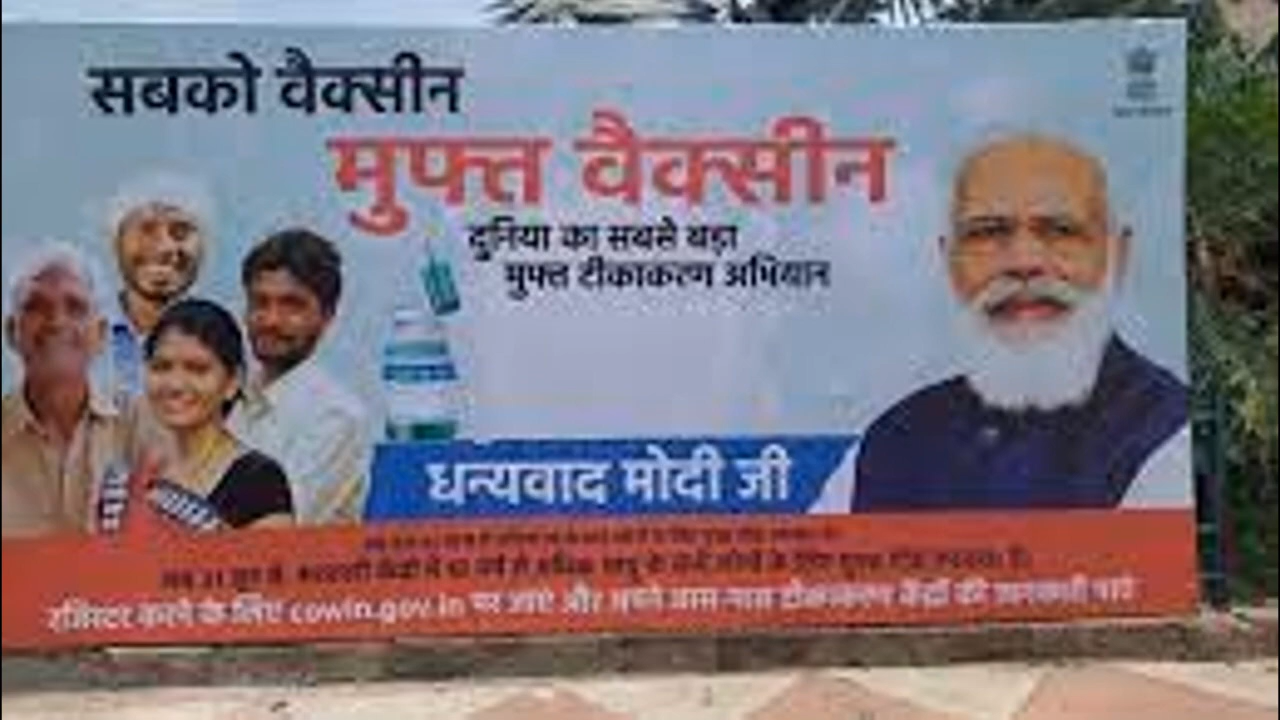 सबको वैक्सीन
मुफ्त वैक्सीन
दुनिया का सबसे बड़ा
मुफ्त टीकाकरण अभियान
धन्यवाद मोदी जी
रजिस्टर करने के लिए cowin.gov.in पर जाएं और अपने आस-पास टीकाकरण केंद्रों की जानकारी पाएं